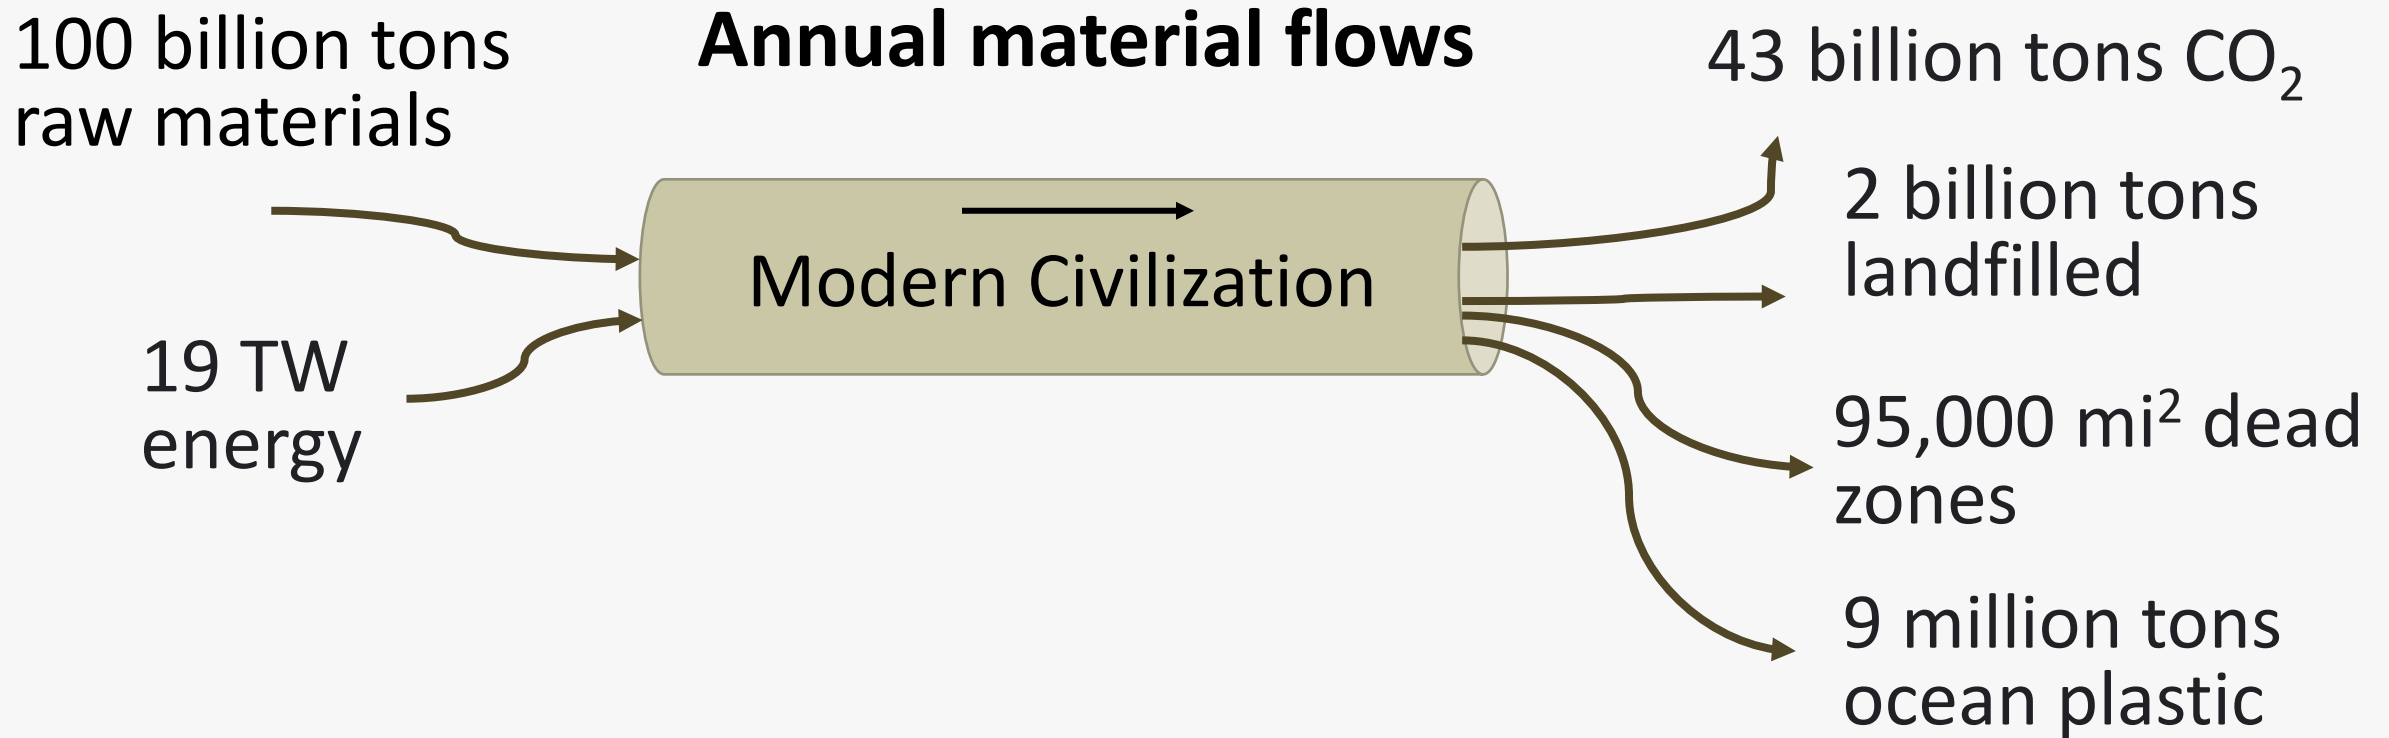 Annual material flows
100 billion tons
raw materials
19 TW
energy
Modern Civilization
43 billion tons CO₂
2 billion tons
landfilled
95,000 mi² dead
zones
9 million tons
ocean plastic